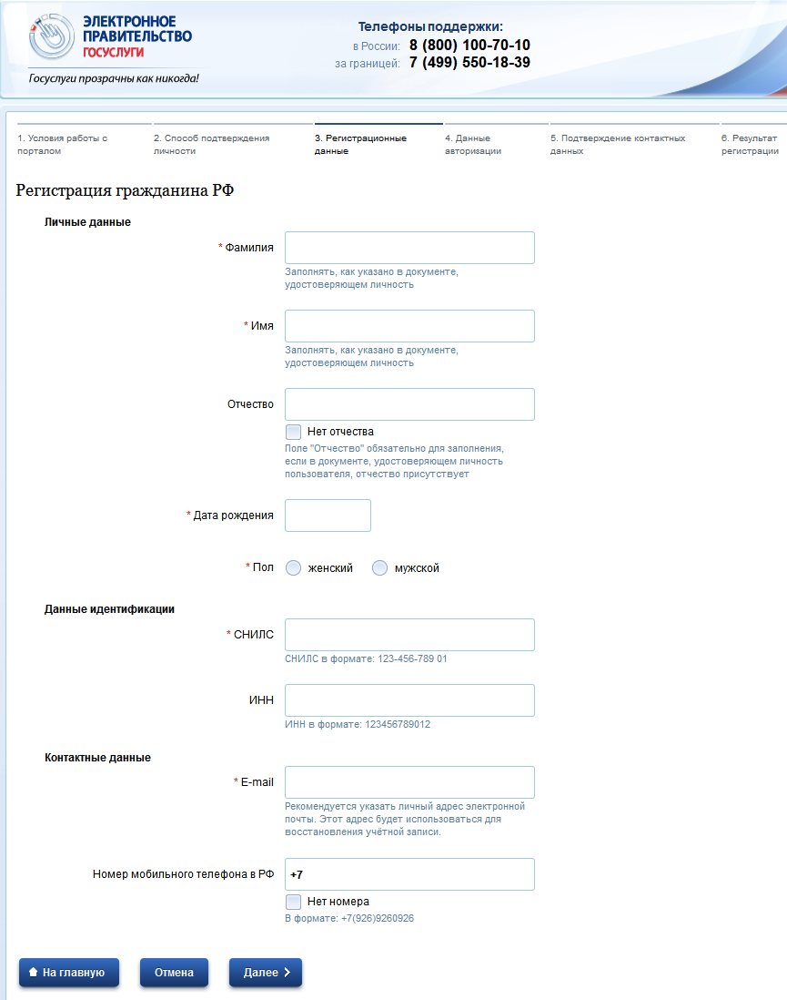 ЭЛЕКТРОННОЕ
ПРАВИТЕЛЬСТВО
ГОСУСЛУГИ
Госуслуги прозрачны как никогда!
Телефоны поддержки:
в России: 8 (800) 100-70-10
за границей: 7 (499) 550-18-39
1. Условия работы с
порталом
2. Способ подтверждения
личности
3. Регистрационные
данные
4. Данные
авторизации
5. Подтверждение контактных
данных
6. Результат
регистрации
Регистрация гражданина РФ
Личные данные
* Фамилия
Заполнять, как указано в документе,
удостоверяющем личность
* Имя
Заполнять, как указано в документе,
удостоверяющем личность
Отчество
Нет отчества
Поле "Отчество" обязательно для заполнения,
если в документе, удостоверяющем личность
пользователя, отчество присутствует
* Дата рождения
* Пол женский мужской
Данные идентификации
* СНИЛС
СНИЛС в формате: 123-456-789 01
ИНН
ИНН в формате: 123456789012
Контактные данные
* E-mail
Рекомендуется указать личный адрес электронной
почты. Этот адрес будет использоваться для
восстановления учётной записи.
Номер мобильного телефона в РФ +7
Нет номера
В формате: +7(926)9260926
На главную Отмена Далее